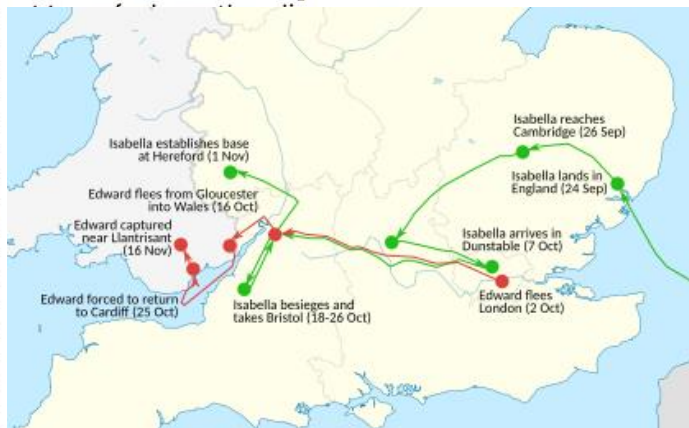 Isabella reaches
Cambridge (26 Sep)
Isabella establishes base
at Hereford (1 Nov)
Isabella lands in
England (24 Sep)
Edward flees from Gloucester
into Wales (16 Oct)
Edward captured
near Llantrisant
(16 Nov)
Isabella arrives in
Dunstable (7 Oct)
Edward forced to return
to Cardiff (25 Oct)
Isabella besieges and
takes Bristol (18-26 Oct)
Edward flees
London (2 Oct)